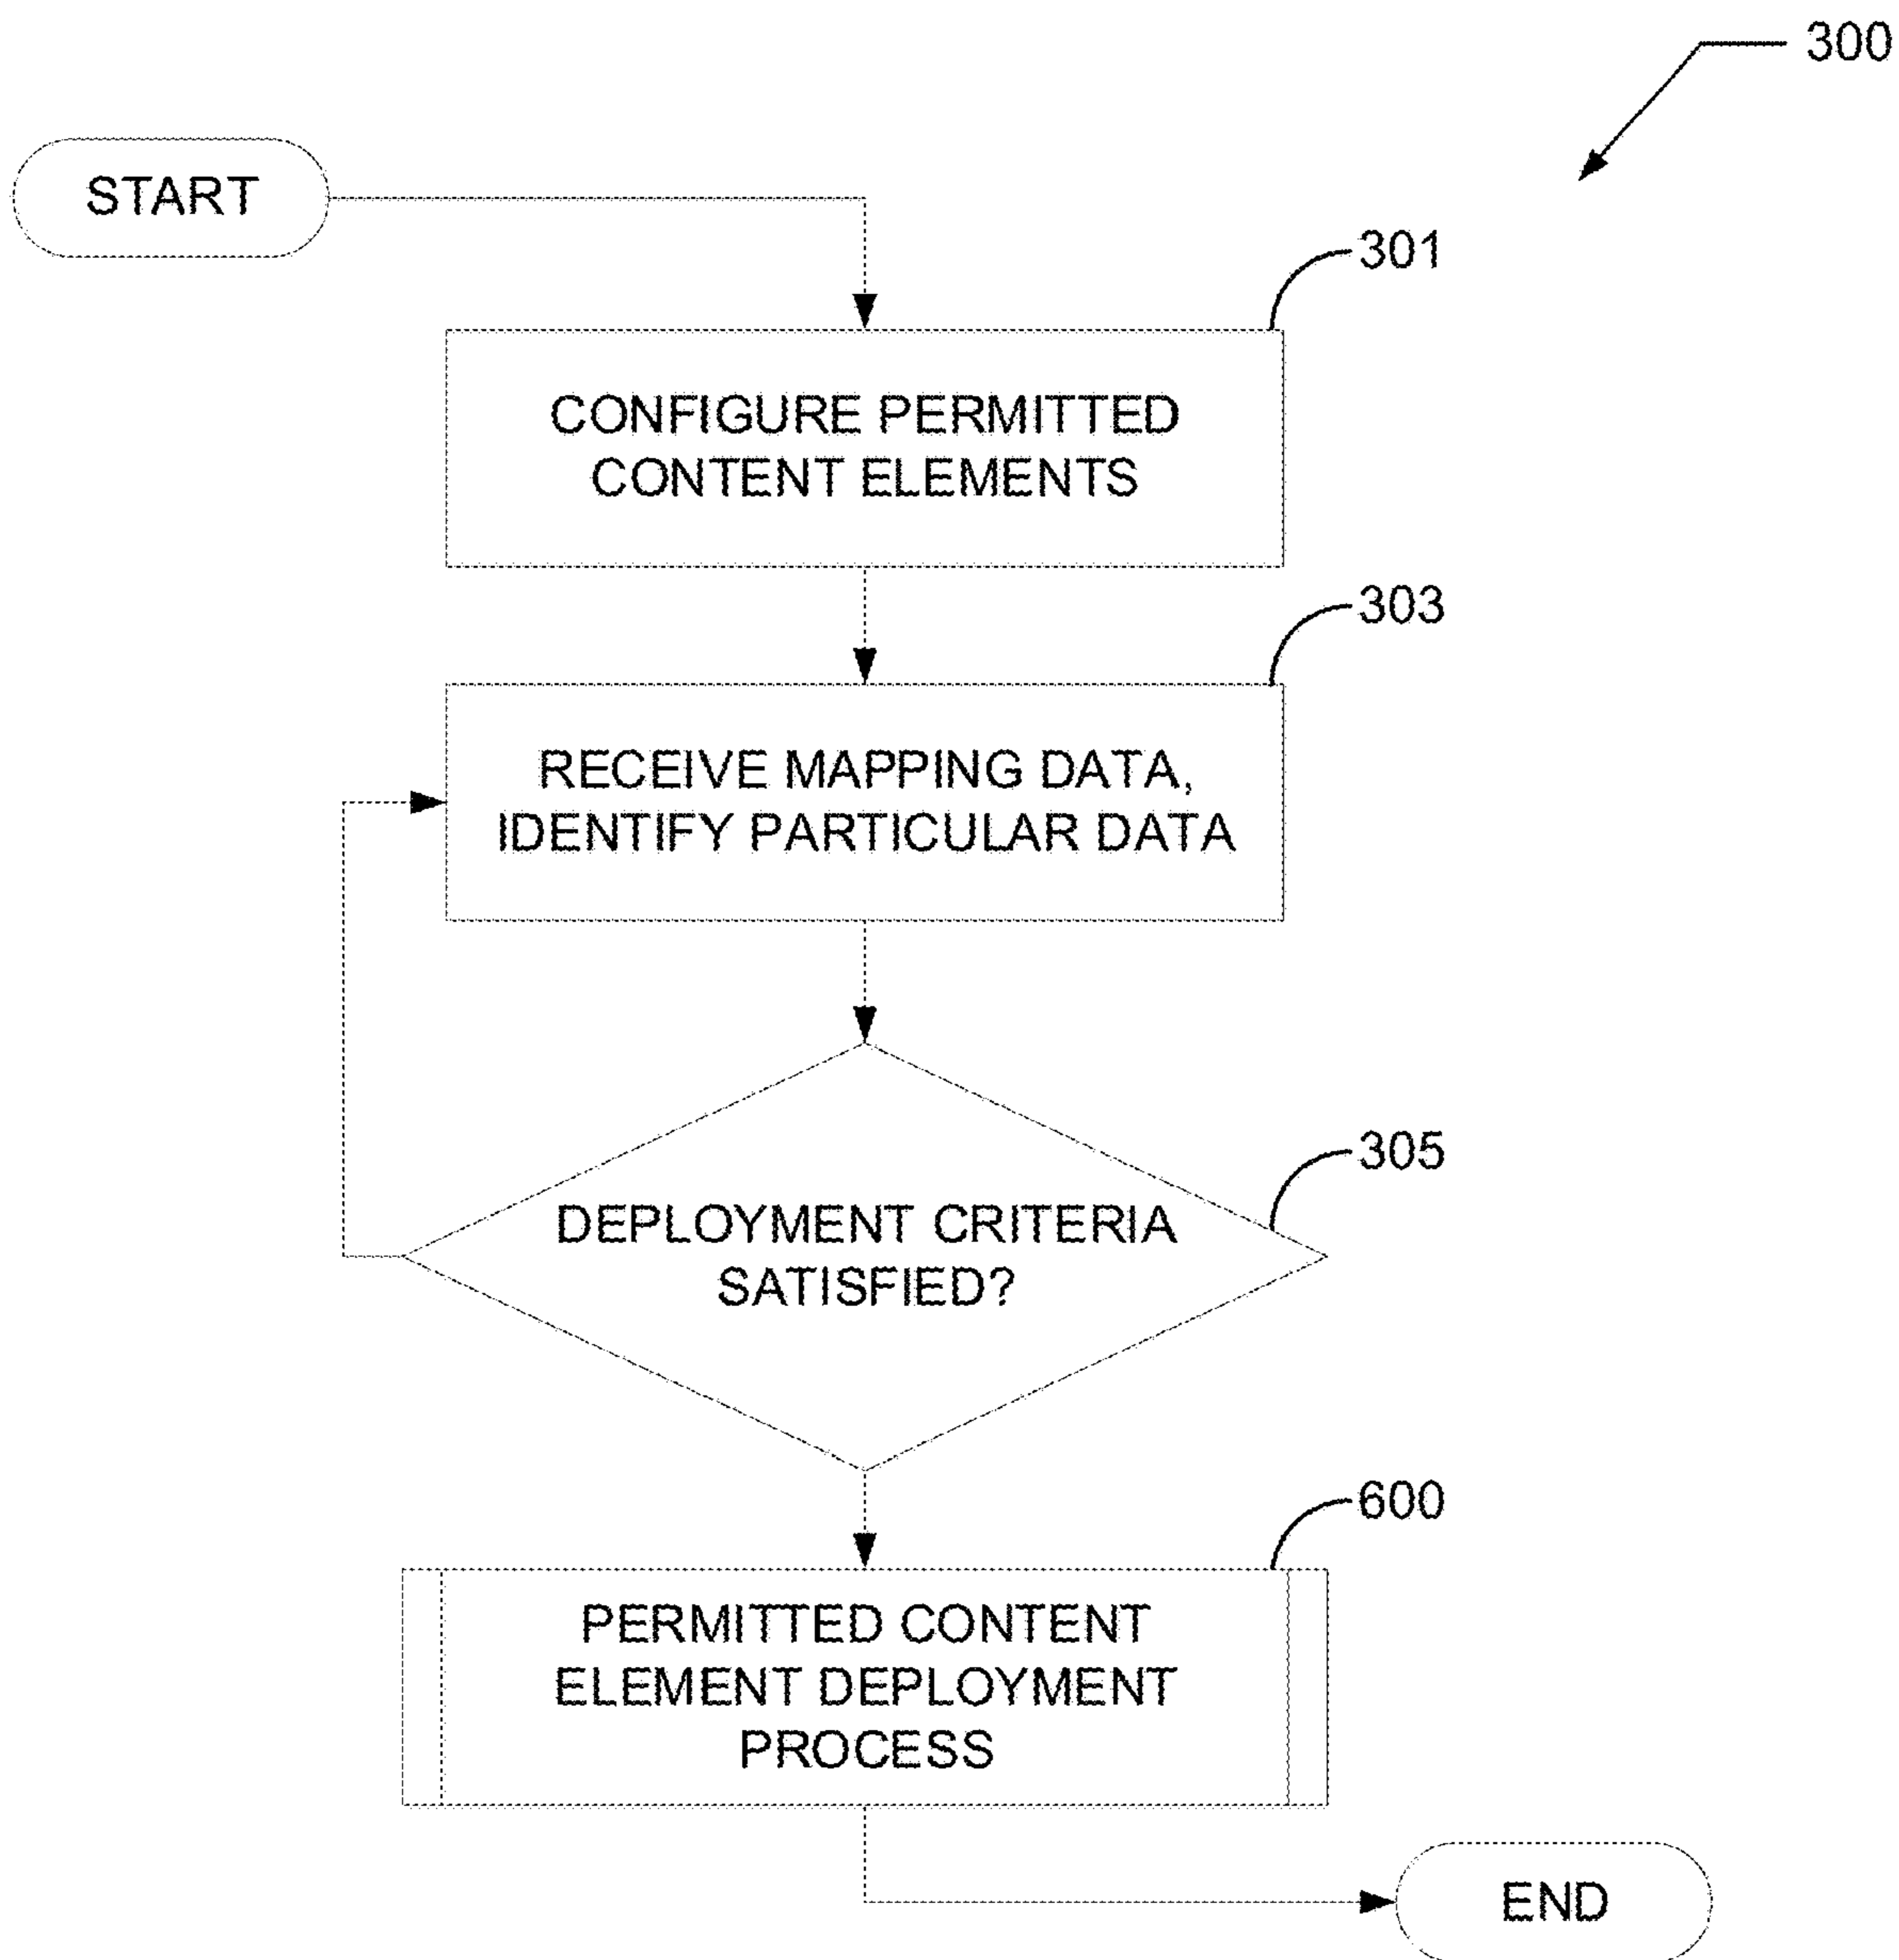 300
START
301
CONFIGURE PERMITTED
CONTENT ELEMENTS
303
RECEIVE MAPPING DATA,
IDENTIFY PARTICULAR DATA
305
DEPLOYMENT CRITERIA
SATISFIED?
600
PERMITTED CONTENT
ELEMENT DEPLOYMENT
PROCESS
END